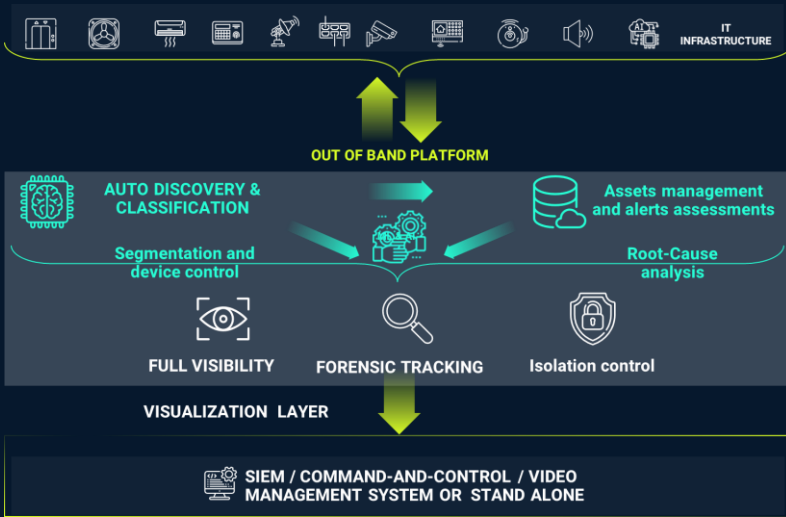 IT
INFRASTRUCTURE
OUT OF BAND PLATFORM
AUTO DISCOVERY &
CLASSIFICATION
Assets management
and alerts assessments
Segmentation and
device control
Root-Cause
analysis
FULL VISIBILITY
FORENSIC TRACKING
Isolation control
VISUALIZATION LAYER
SIEM / COMMAND-AND-CONTROL / VIDEO
MANAGEMENT SYSTEM OR STAND ALONE